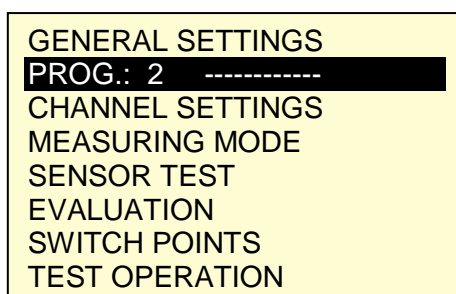 GENERAL SETTINGS
PROG.: 2 ------------
CHANNEL SETTINGS
MEASURING MODE
SENSOR TEST
EVALUATION
SWITCH POINTS
TEST OPERATION